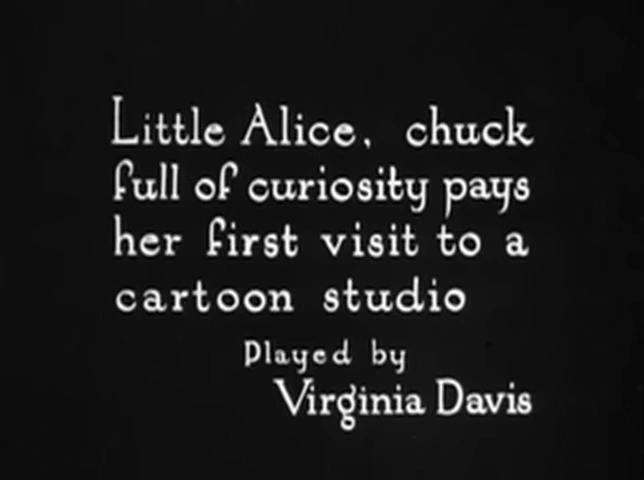 Little Alice, chuck
full of curiosity pays
her first visit to a
cartoon studio
Played by
Virginia Davis